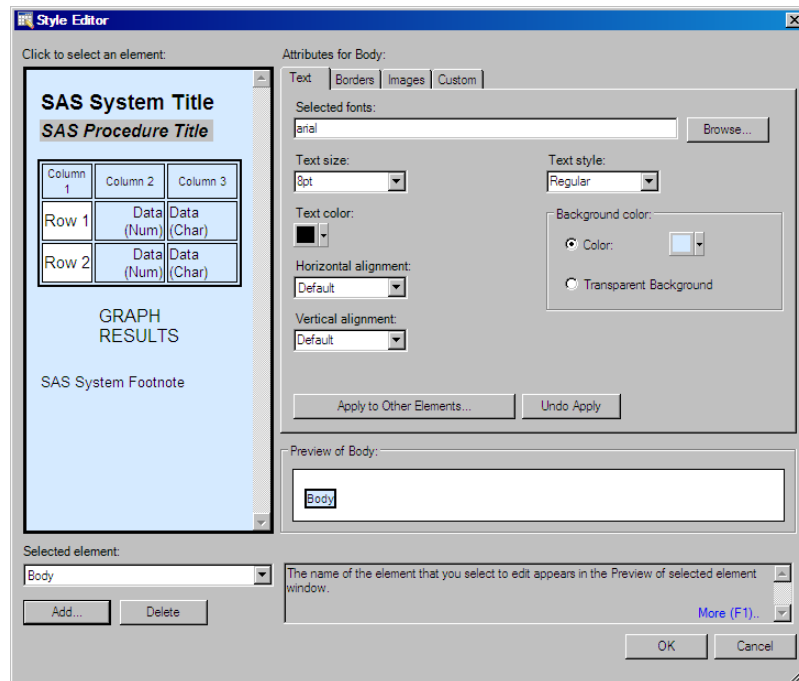 Style Editor
Click to select an element:
SAS System Title
SAS Procedure Title
Column 1
Column 2
Column 3
Row 1
Data (Num)
Data (Char)
Row 2
Data (Num)
Data (Char)
GRAPH
RESULTS
SAS System Footnote
Selected element:
Body
Add...
Delete
Attributes for Body:
Text
Borders
Images
Custom
Selected fonts:
arial
Browse...
Text size:
8pt
Text style:
Regular
Text color:
Background color:
Color:
Transparent Background
Horizontal alignment:
Default
Vertical alignment:
Default
Apply to Other Elements...
Undo Apply
Preview of Body:
Body
The name of the element that you select to edit appears in the Preview of selected element
window.
More (F1)..
OK
Cancel